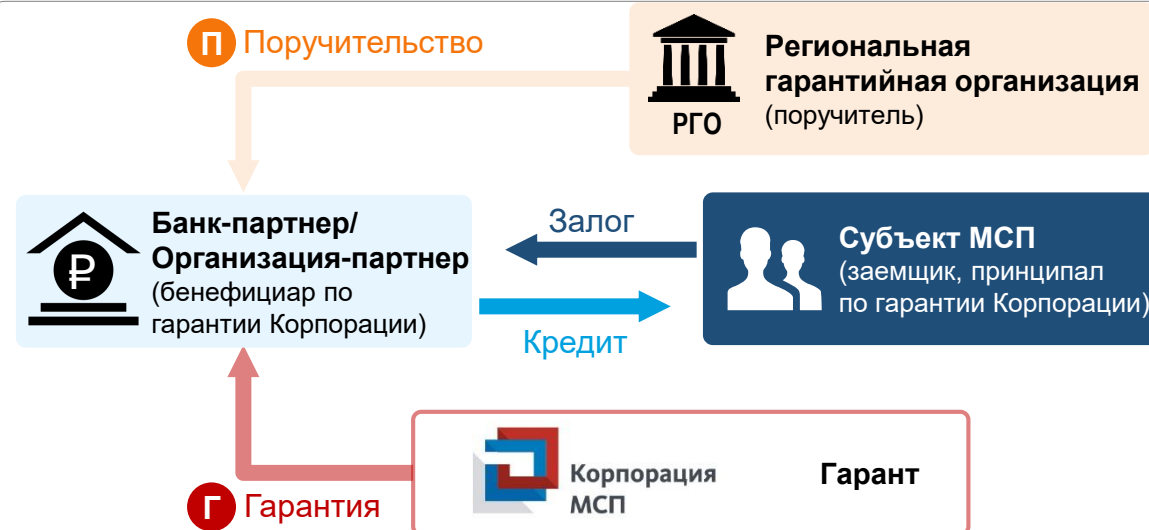 П Поручительство
Региональная
гарантийная организация
(поручитель)
РГО
Банк-партнер/
Организация-партнер
(бенефициар по
гарантии Корпорации)
₽
Залог
Кредит
Субъект МСП
(заемщик, принципал
по гарантии Корпорации)
Корпорация
МСП
Гарант
Г Гарантия